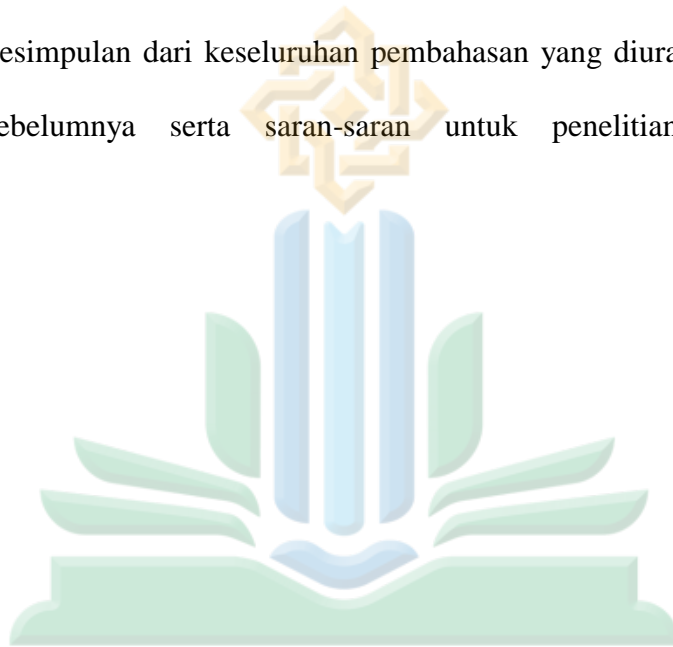 esimpulan dari keseluruhan pembahasan yang diura
ebelumnya serta saran-saran untuk penelitian